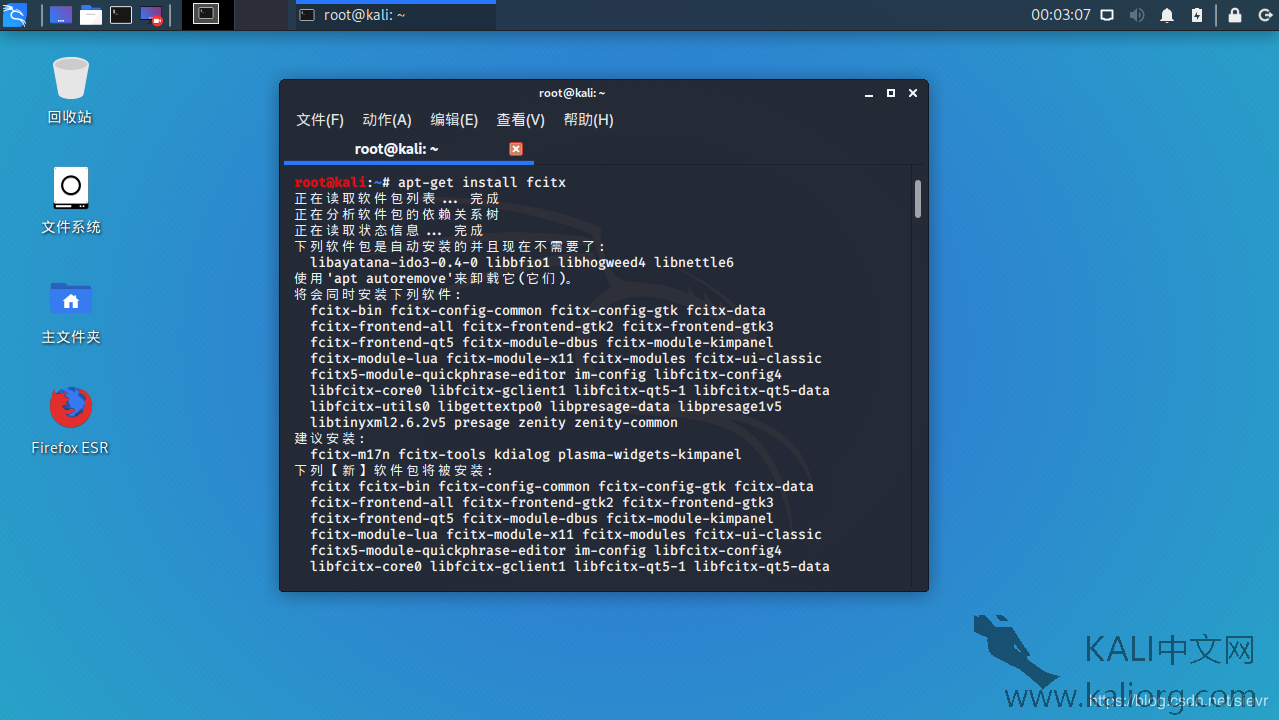 root@kali: ~
00:03:07
回收站
文件系统
主文件夹
Firefox ESR
root@kali: ~
文件(F) 动作(A) 编辑(E) 查看(V) 帮助(H)
root@kali: ~
root@kali:~# apt-get install fcitx
正在读取软件包列表... 完成
正在分析软件包的依赖关系树
正在读取状态信息... 完成
下列软件包是自动安装的并且现在不需要了:
libayatana-ido3-0.4-0 libbfio1 libhogweed4 libnettle6
使用'apt autoremove'来卸载它(它们)。
将会同时安装下列软件:
fcitx-bin fcitx-config-common fcitx-config-gtk fcitx-data
fcitx-frontend-all fcitx-frontend-gtk2 fcitx-frontend-gtk3
fcitx-frontend-qt5 fcitx-module-dbus fcitx-module-kimpanel
fcitx-module-lua fcitx-module-x11 fcitx-modules fcitx-ui-classic
fcitx5-module-quickphrase-editor im-config libfcitx-config4
libfcitx-core0 libfcitx-gclient1 libfcitx-qt5-1 libfcitx-qt5-data
libfcitx-utils0 libgettextpo0 libpresage-data libpresage1v5
libtinyxml2.6.2v5 presage zenity zenity-common
建议安装:
fcitx-m17n fcitx-tools kdialog plasma-widgets-kimpanel
下列【新】软件包将被安装:
fcitx fcitx-bin fcitx-config-common fcitx-config-gtk fcitx-data
fcitx-frontend-all fcitx-frontend-gtk2 fcitx-frontend-gtk3
fcitx-frontend-qt5 fcitx-module-dbus fcitx-module-kimpanel
fcitx-module-lua fcitx-module-x11 fcitx-modules fcitx-ui-classic
fcitx5-module-quickphrase-editor im-config libfcitx-config4
libfcitx-core0 libfcitx-gclient1 libfcitx-qt5-1 libfcitx-qt5-data
KALI中文网
www.kaliorg.com